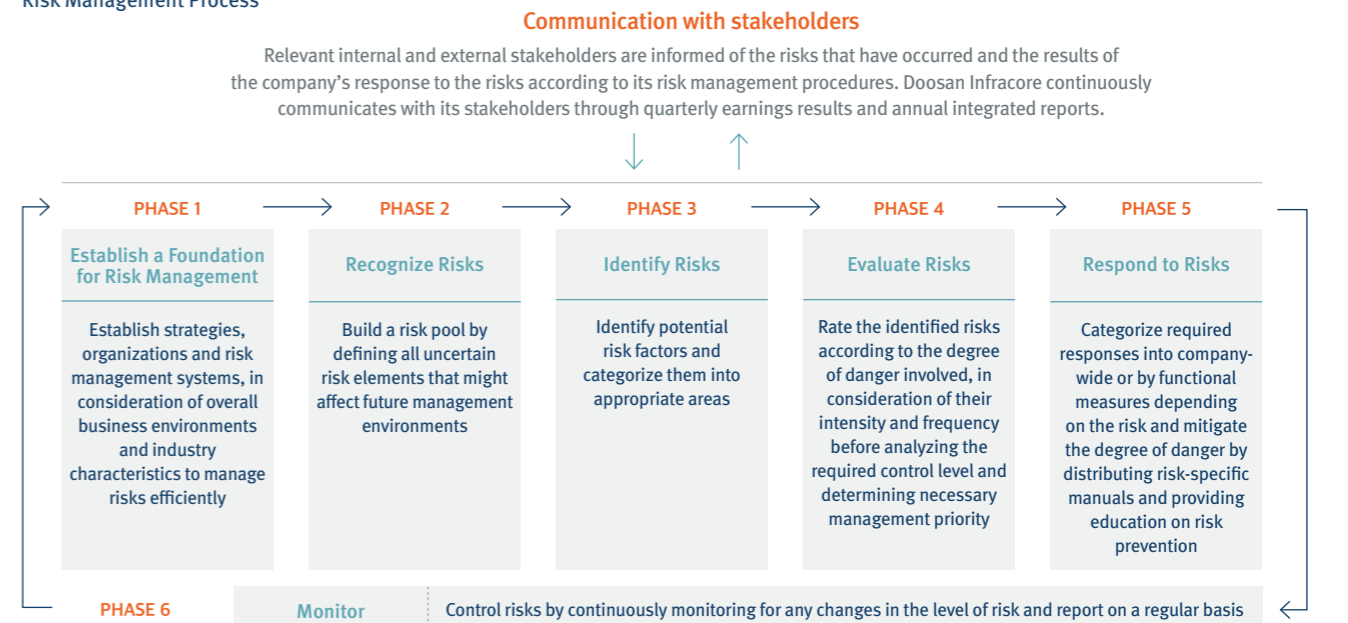 Risk Management Process
Communication with stakeholders
Relevant internal and external stakeholders are informed of the risks that have occurred and the results of
the company's response to the risks according to its risk management procedures. Doosan Infracore continuously
communicates with its stakeholders through quarterly earnings results and annual integrated reports.
PHASE 1
Establish a Foundation
for Risk Management
Establish strategies,
organizations and risk
management systems, in
consideration of overall
business environments
and industry
characteristics to manage
risks efficiently
PHASE 2
Recognize Risks
Build a risk pool by
defining all uncertain
risk elements that might
affect future management
environments
PHASE 3
Identify Risks
Identify potential
risk factors and
categorize them into
appropriate areas
PHASE 4
Evaluate Risks
Rate the identified risks
according to the degree
of danger involved, in
consideration of their
intensity and frequency
before analyzing the
required control level and
determining necessary
management priority
PHASE 5
Respond to Risks
Categorize required
responses into company-
wide or by functional
measures depending
on the risk and mitigate
the degree of danger by
distributing risk-specific
manuals and providing
education on risk
prevention
PHASE 6
Monitor
Control risks by continuously monitoring for any changes in the level of risk and report on a regular basis